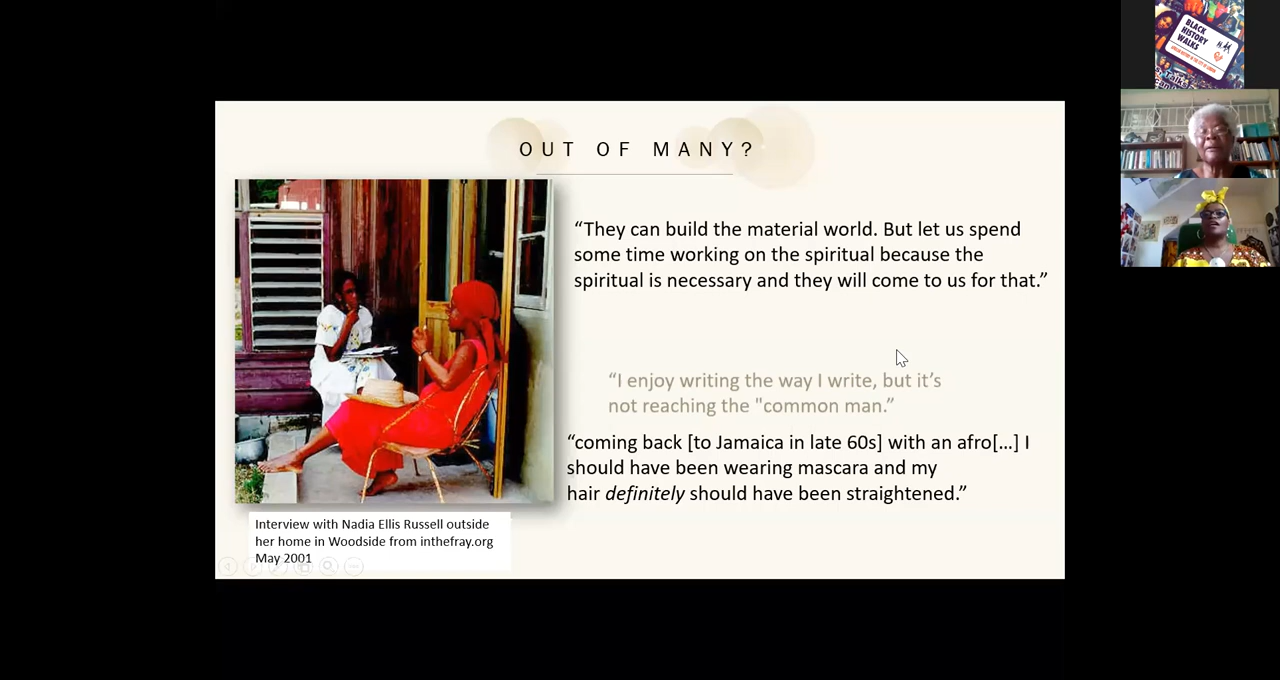 OUT OF MANY?
“They can build the material world. But let us spend
some time working on the spiritual because the
spiritual is necessary and they will come to us for that.”
“I enjoy writing the way I write, but it’s
not reaching the "common man.”
“coming back [to Jamaica in late 60s] with an afro[...] I
should have been wearing mascara and my
hair definitely should have been straightened.”
Interview with Nadia Ellis Russell outside
her home in Woodside from inthefray.org
May 2001
BLACK
HISTORY
WALKS